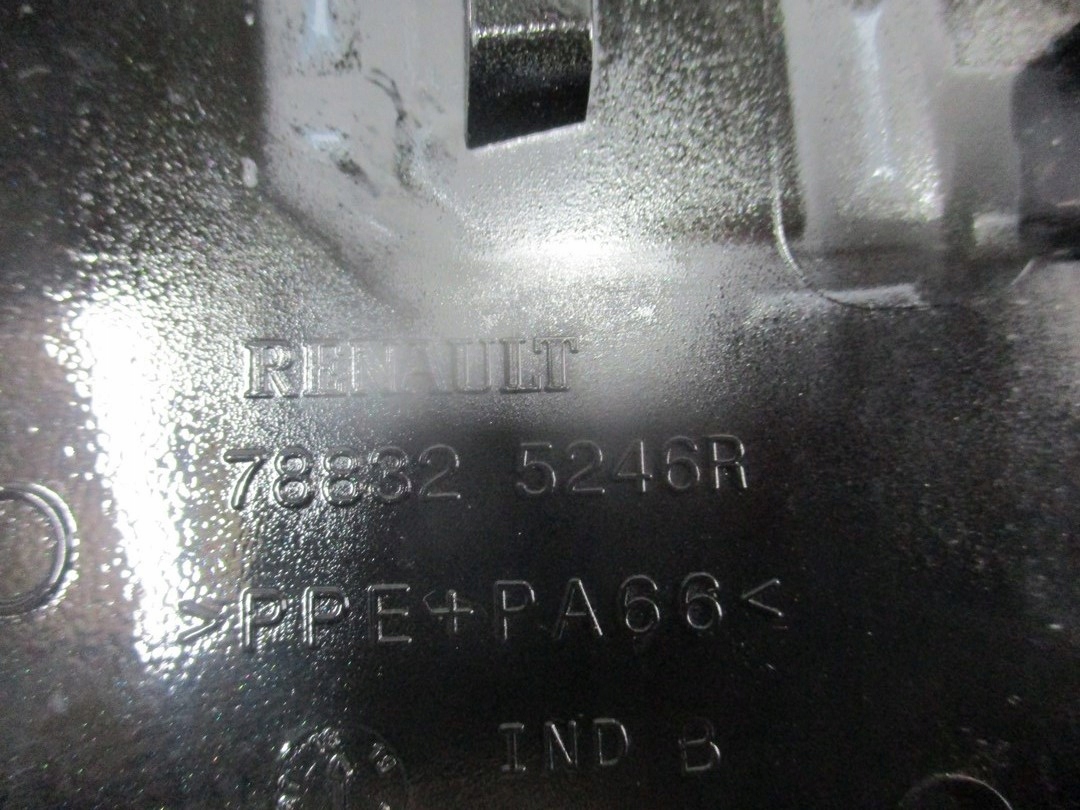 RENAULT
78832 5246R
>PPE+PA66<
IND B